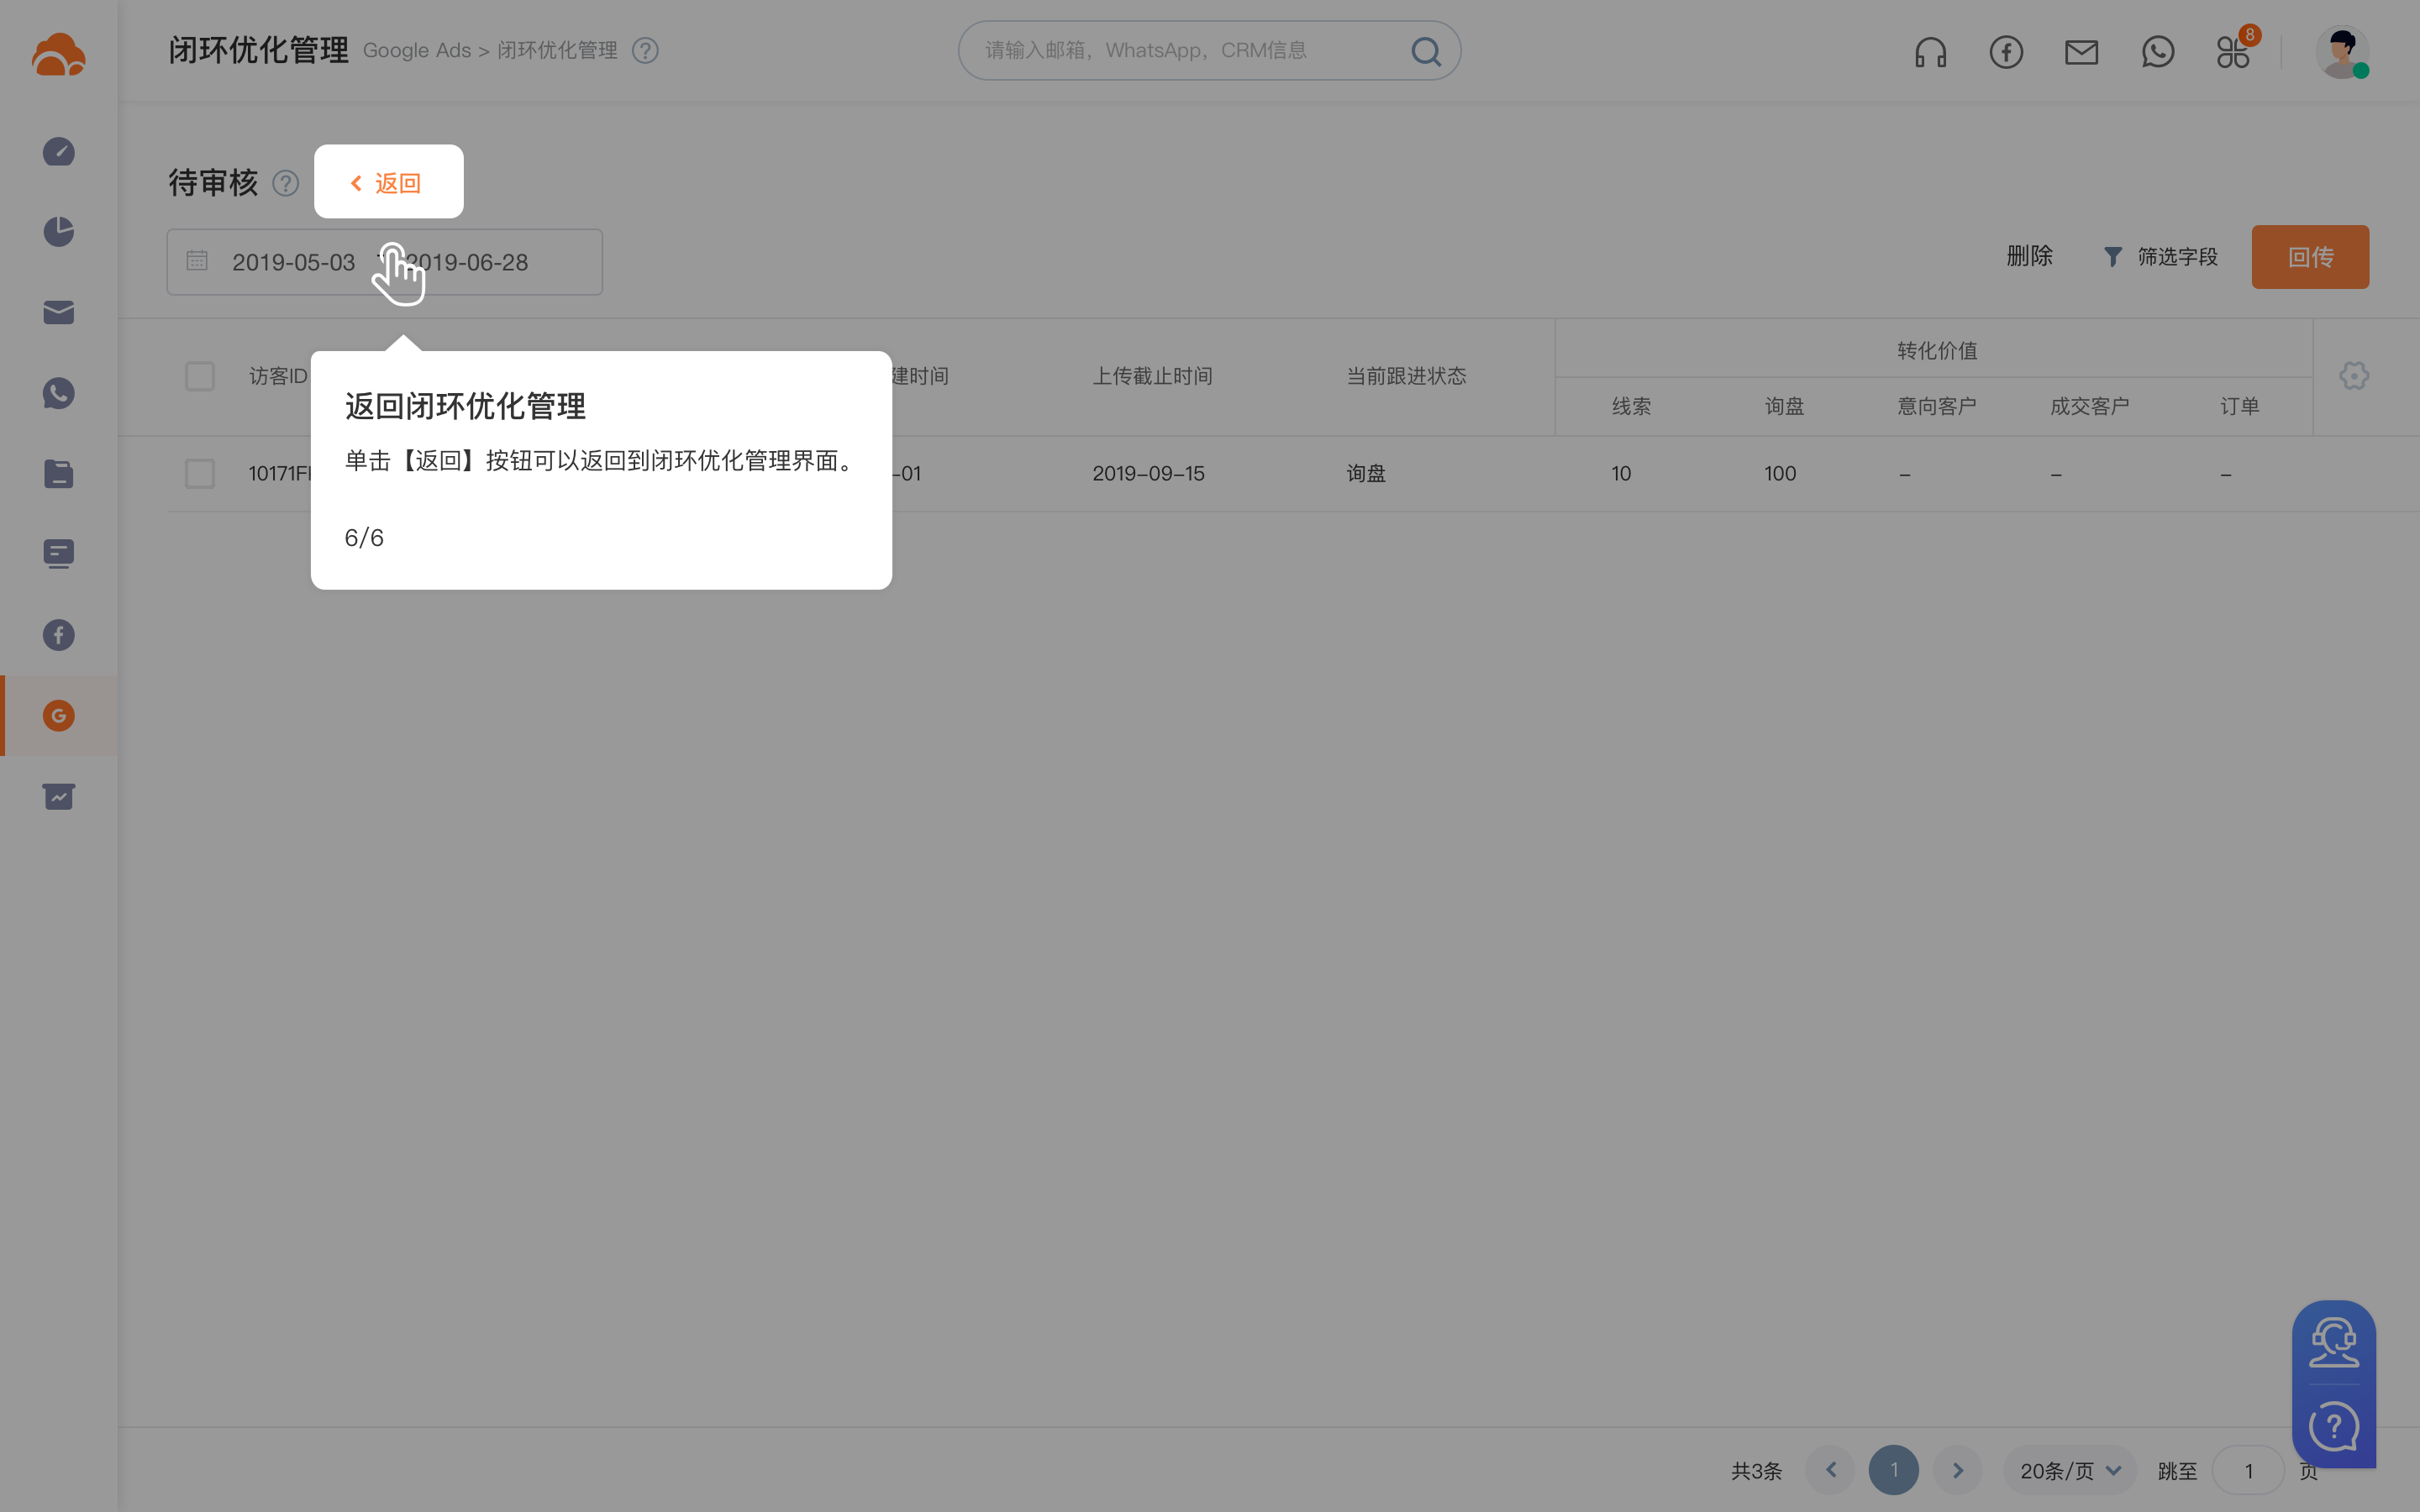 闭环优化管理 Google Ads > 闭环优化管理 ?
请输入邮箱，WhatsApp，CRM信息
8
待审核 ? 返回
2019-05-03 2019-06-28
删除 筛选字段 回传
访客ID 建时间 上传截止时间 当前跟进状态 转化价值
线索 询盘 意向客户 成交客户 订单
10171F -01 2019-09-15 询盘 10 100 – – –
返回闭环优化管理
单击【返回】按钮可以返回到闭环优化管理界面。
6/6
共3条 1 20条/页 跳至 1 页